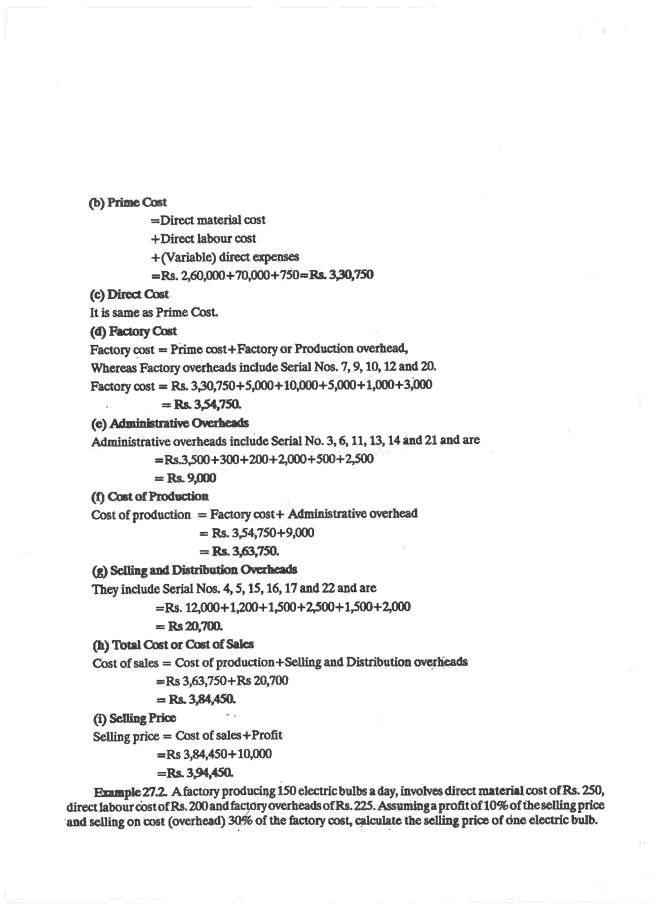 (b) Prime Cost
=Direct material cost
+Direct labour cost
+(Variable) direct expenses
=Rs. 2,60,000+70,000+750=Rs. 3,30,750
(c) Direct Cost
It is same as Prime Cost.
(d) Factory Cost
Factory cost = Prime cost+Factory or Production overhead,
Whereas Factory overheads include Serial Nos. 7, 9, 10, 12 and 20.
Factory cost = Rs. 3,30,750+5,000+10,000+5,000+1,000+3,000
= Rs. 3,54,750.
(e) Administrative Overheads
Administrative overheads include Serial No. 3, 6, 11, 13, 14 and 21 and are
=Rs.3,500+300+200+2,000+500+2,500
= Rs. 9,000
(f) Cost of Production
Cost of production = Factory cost+ Administrative overhead
= Rs. 3,54,750+9,000
= Rs. 3,63,750.
(g) Selling and Distribution Overheads
They include Serial Nos. 4, 5, 15, 16, 17 and 22 and are
=Rs. 12,000+1,200+1,500+2,500+1,500+2,000
= Rs 20,700.
(h) Total Cost or Cost of Sales
Cost of sales = Cost of production+Selling and Distribution overheads
=Rs 3,63,750+Rs 20,700
= Rs. 3,84,450.
(i) Selling Price
Selling price = Cost of sales+Profit
=Rs 3,84,450+10,000
=Rs. 3,94,450.
Example 27.2. A factory producing 150 electric bulbs a day, involves direct material cost of Rs. 250,
direct labour cost of Rs. 200 and factory overheads of Rs. 225. Assuming a profit of 10% of the selling price
and selling on cost (overhead) 30% of the factory cost, calculate the selling price of one electric bulb.